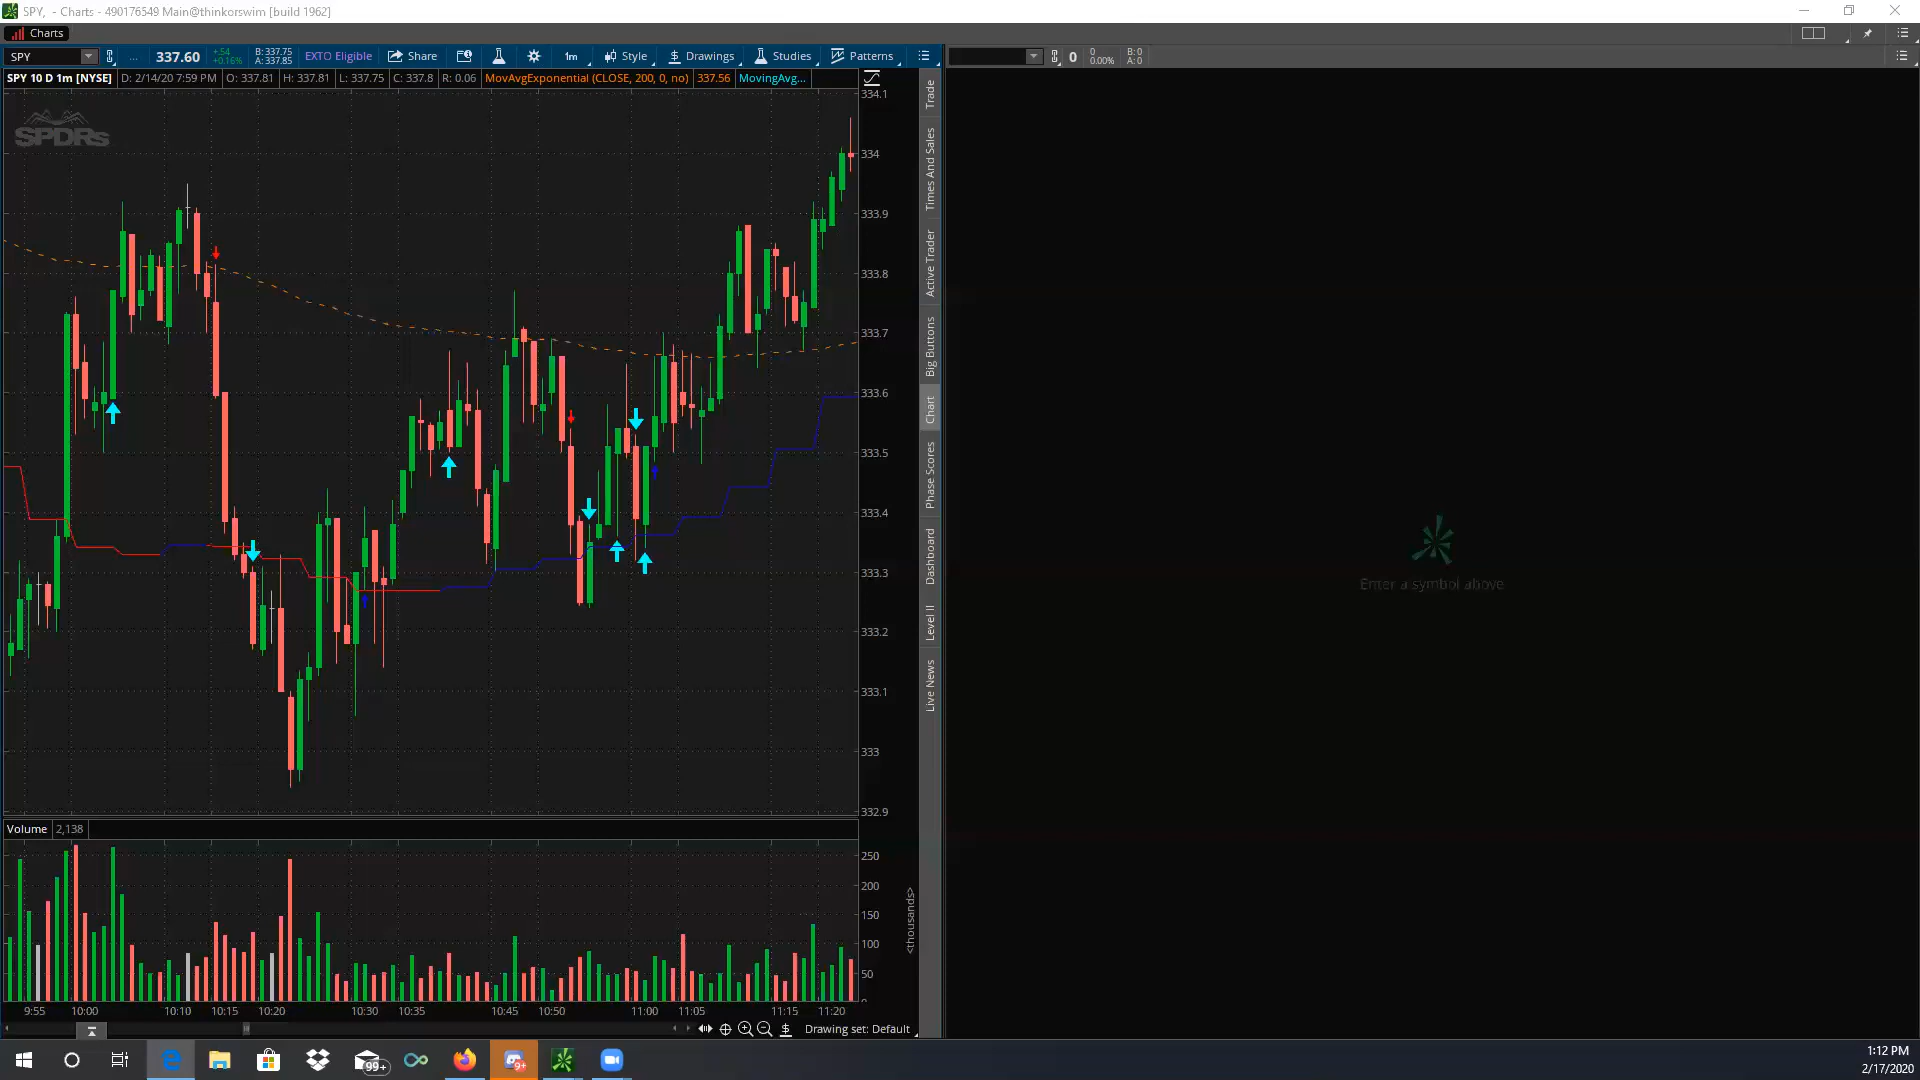 SPY, - Charts - 490176549 Main@thinkorswim [build 1962]
Charts
SPY ... 337.60 +.54 +0.16% B: 337.75 A: 337.85 EXTO Eligible Share 1m Style Drawings Studies Patterns
0 0 0.00% B: 0 A: 0
SPY 10 D 1m [NYSE] D: 2/14/20 7:59 PM O: 337.81 H: 337.81 L: 337.75 C: 337.8 R: 0.06 MovAvgExponential (CLOSE, 200, 0, no) 337.56 MovingAvg...
SPDRs
334.1
334
333.9
333.8
333.7
333.6
333.5
333.4
333.3
333.2
333.1
333
332.9
Trade
Times And Sales
Active Trader
Big Buttons
Chart
Phase Scores
Dashboard
Level II
Live News
Enter a symbol above
Volume 2,138
250
200
150
100
50
0
<thousands>
9:55 10:00 10:10 10:15 10:20 10:30 10:35 10:45 10:50 11:00 11:05 11:15 11:20
Drawing set: Default
99+
9+
1:12 PM
2/17/2020